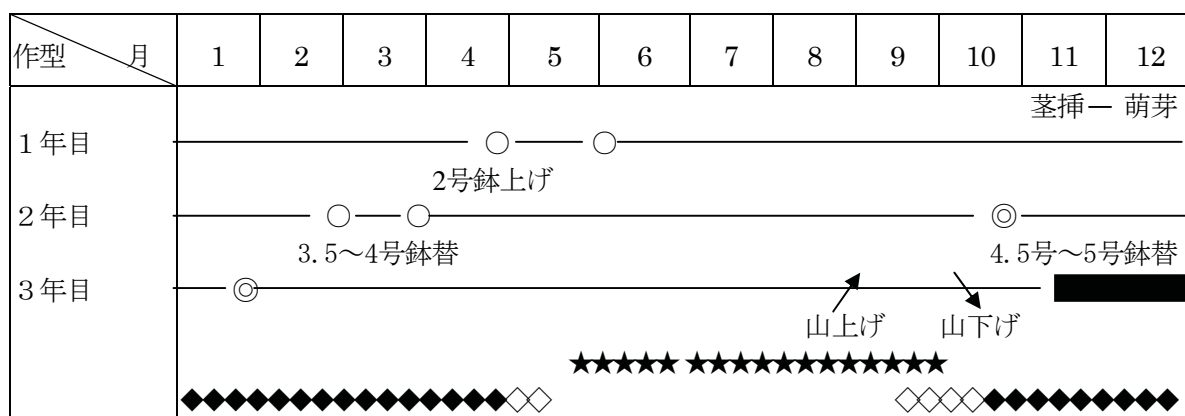 作型 月 1 2 3 4 5 6 7 8 9 10 11 12
茎挿ー 萌芽
1年目
2号鉢上げ
2年目
3.5～4号鉢替 4.5号～5号鉢替
3年目
山上げ 山下げ